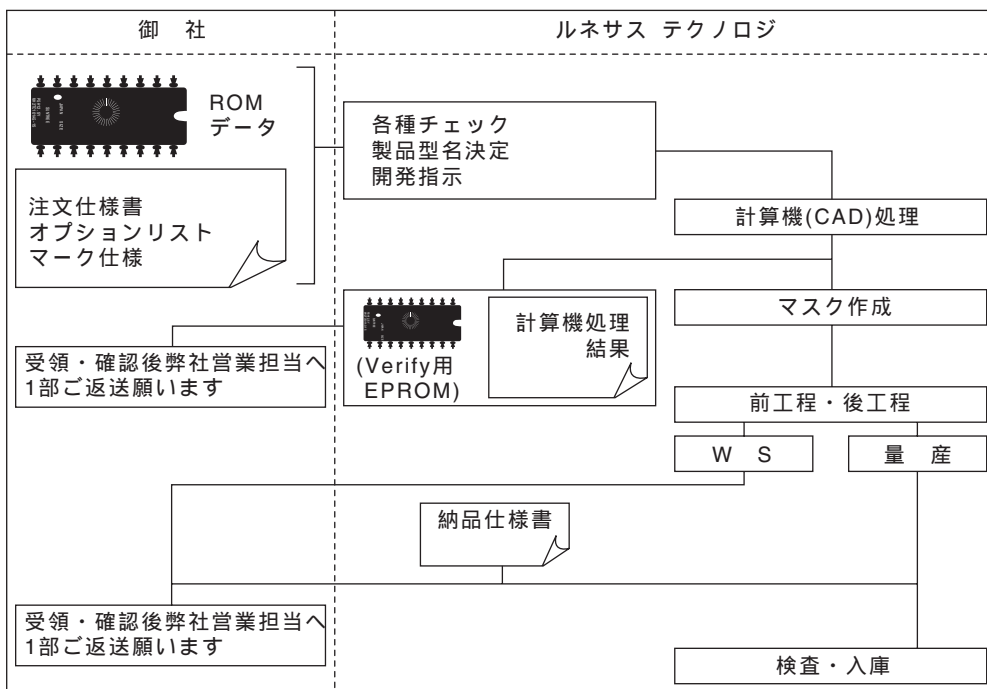 御　社
ルネサス テクノロジ
ROM
データ
注文仕様書
オプションリスト
マーク仕様
各種チェック
製品型名決定
開発指示
計算機(CAD)処理
マスク作成
(Verify用
EPROM)
計算機処理
結果
受領・確認後弊社営業担当へ
1部ご返送願います
前工程・後工程
W　S
量　産
納品仕様書
受領・確認後弊社営業担当へ
1部ご返送願います
検査・入庫